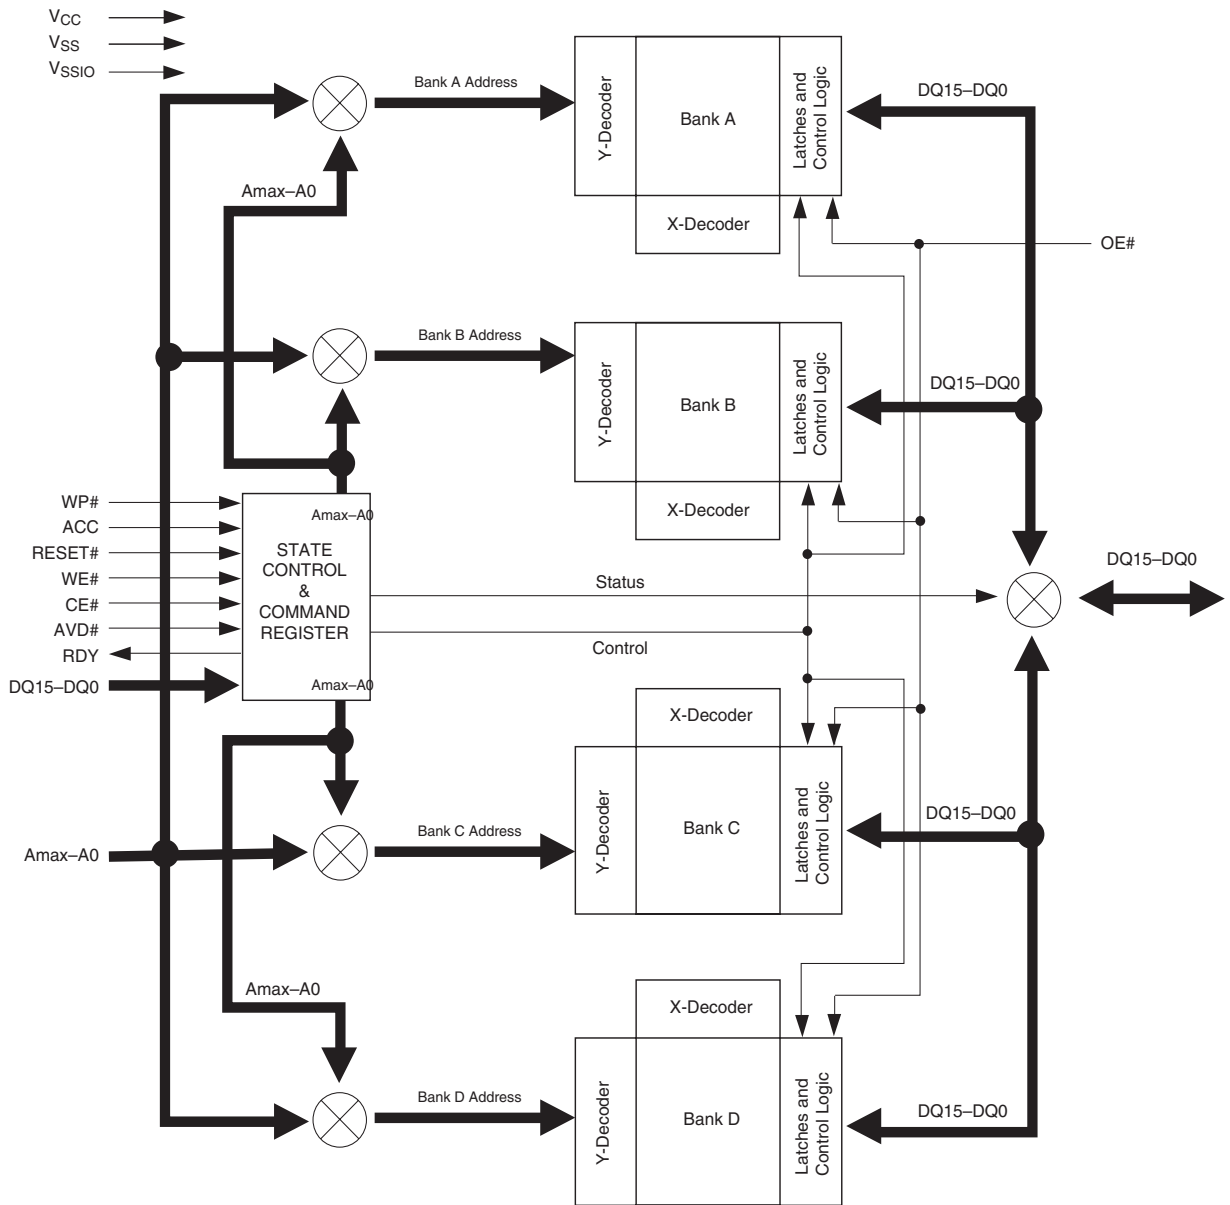 VCC
VSS
VSSIO
Bank A Address
Y-Decoder
Bank A
Latches and
Control Logic
X-Decoder
DQ15–DQ0
Amax–A0
OE#
Bank B Address
Y-Decoder
Bank B
Latches and
Control Logic
X-Decoder
DQ15–DQ0
WP#
ACC
RESET#
WE#
CE#
AVD#
RDY
DQ15–DQ0
Amax–A0
STATE
CONTROL
&
COMMAND
REGISTER
Amax–A0
Status
Control
DQ15–DQ0
X-Decoder
Bank C Address
Y-Decoder
Bank C
Latches and
Control Logic
DQ15–DQ0
Amax–A0
Amax–A0
X-Decoder
Bank D Address
Y-Decoder
Bank D
Latches and
Control Logic
DQ15–DQ0